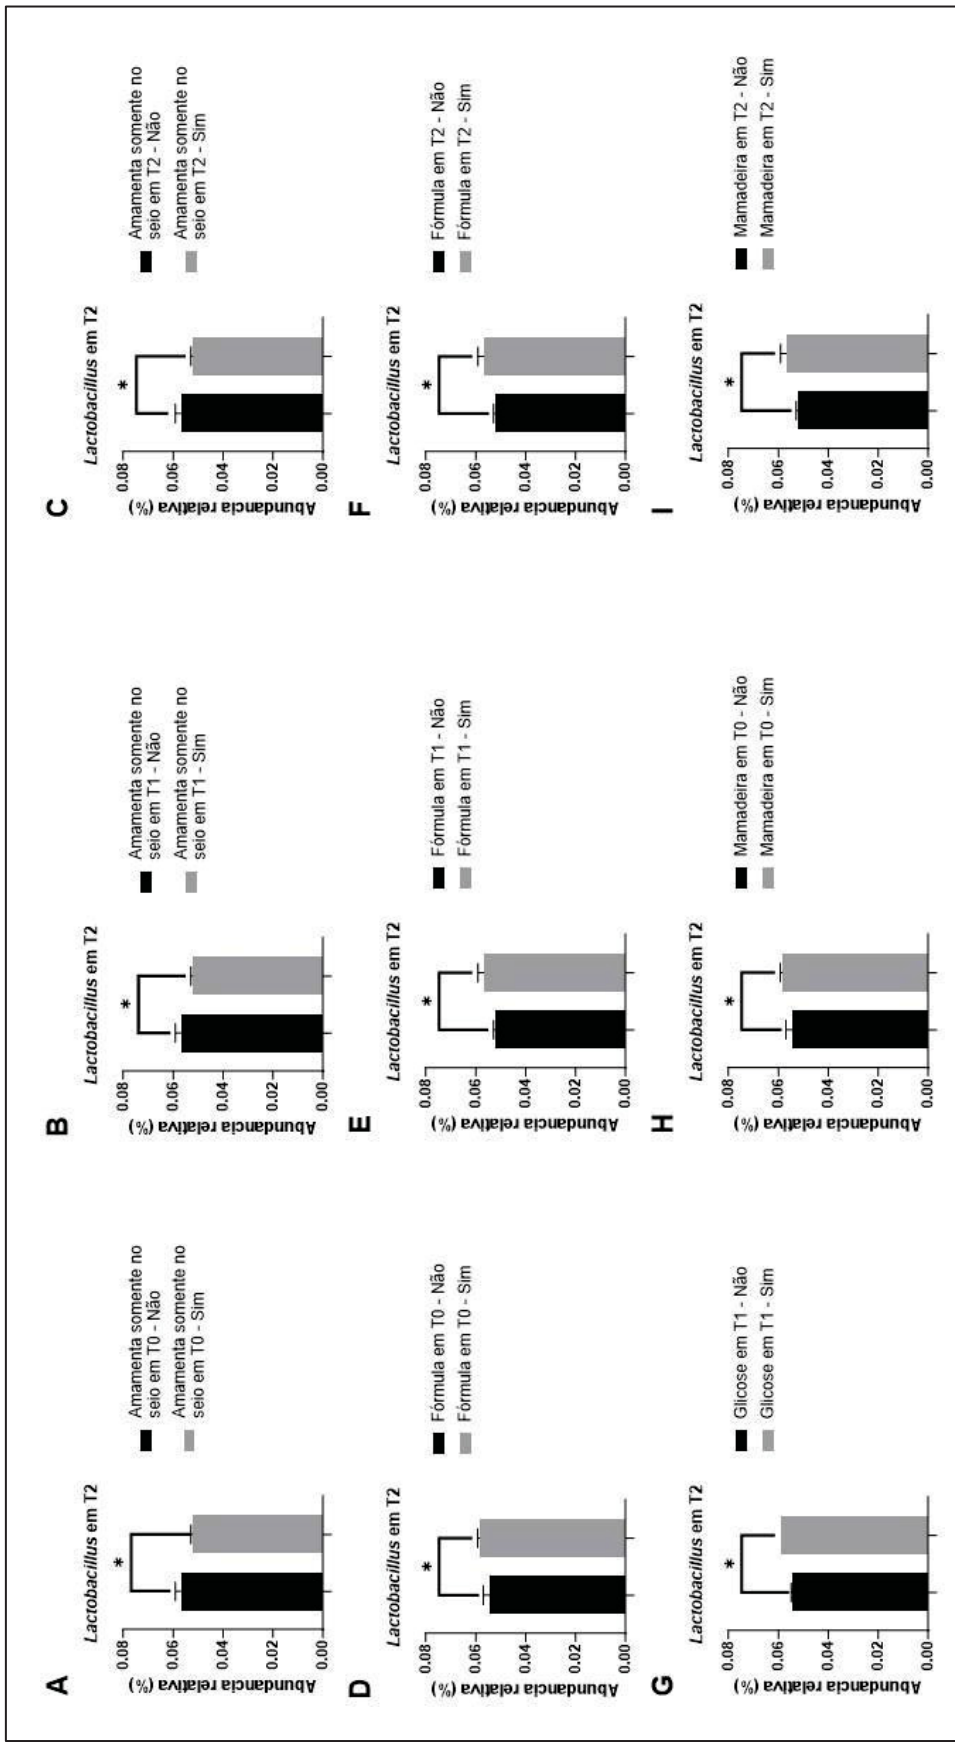 A
Lactobacillus em T2
Abundancia relativa
(%)
0.08
0.06
0.04
0.02
0.00
*
Amamenta somente no
seio em T0 - Não
Amamenta somente no
seio em T0 - Sim
B
Lactobacillus em T2
Abundancia relativa (%)
0.08
0.06
0.04
0.02
0.00
*
Amamenta somente no
seio em T1 - Não
Amamenta somente no
seio em T1 - Sim
C
Lactobacillus em T2
Abundancia relativa
(%)
0.08
0.06
0.04
0.02
0.00
*
Amamenta somente no
seio em T2 - Não
Amamenta somente no
seio em T2 - Sim
D
Lactobacillus em T2
Abundancia relativa (%)
0.08
0.06
0.04
0.02
0.00
*
Fórmula em T0 - Não
Fórmula em T0 - Sim
E
Lactobacillus em T2
Abundancia relativa (%)
0.08
0.06
0.04
0.02
0.00
*
Fórmula em T1 - Não
Fórmula em T1 - Sim
F
Lactobacillus em T2
Abundancia relativa (%)
0.08
0.06
0.04
0.02
0.00
*
Fórmula em T2 - Não
Fórmula em T2 - Sim
G
Lactobacillus em T2
Abundancia relativa (%)
0.08
0.06
0.04
0.02
0.00
*
Glicose em T1 - Não
Glicose em T1 - Sim
H
Lactobacillus em T2
Abundancia relativa (%)
0.08
0.06
0.04
0.02
0.00
*
Mamadeira em T0 - Não
Mamadeira em T0 - Sim
I
Lactobacillus em T2
Abundancia relativa (%)
0.08
0.06
0.04
0.02
0.00
*
Mamadeira em T2 - Não
Mamadeira em T2 - Sim